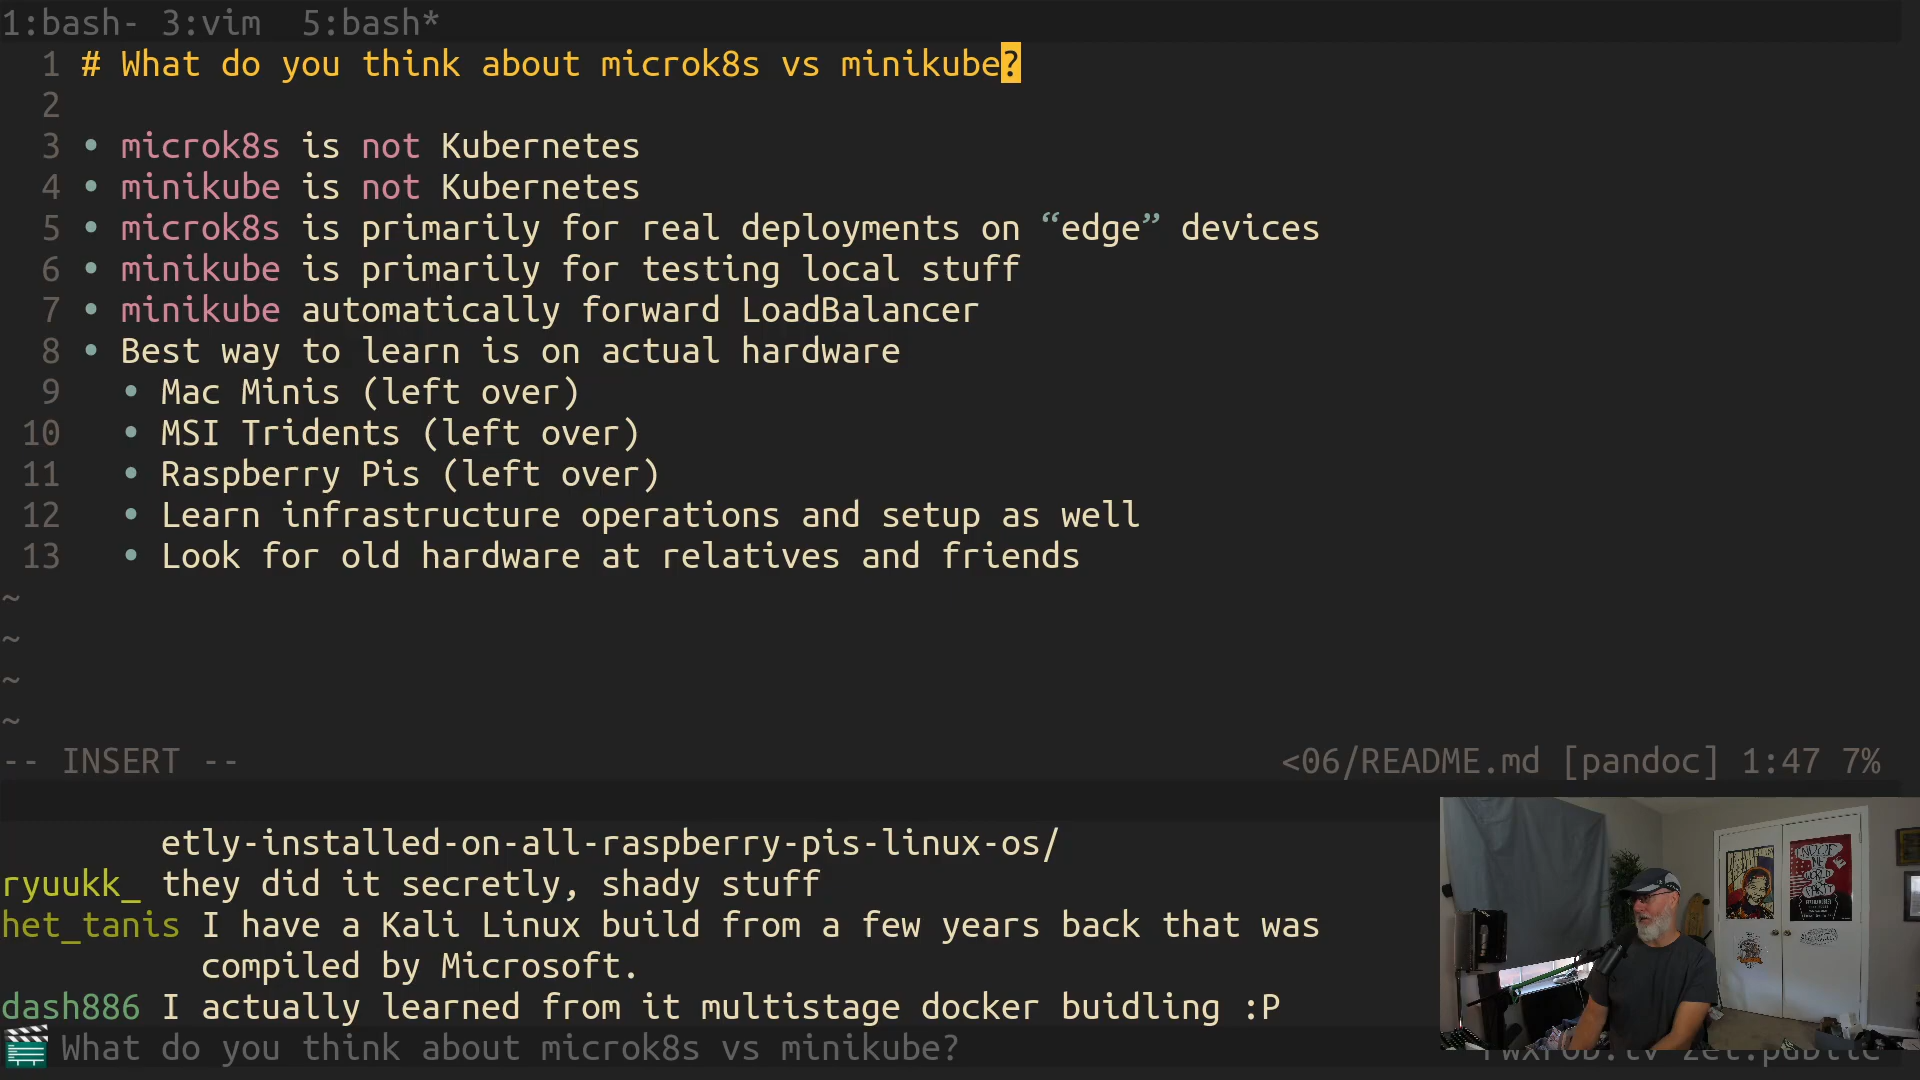 1:bash- 3:vim  5:bash*
1 # What do you think about microk8s vs minikube?
2
3 • microk8s is not Kubernetes
4 • minikube is not Kubernetes
5 • microk8s is primarily for real deployments on “edge” devices
6 • minikube is primarily for testing local stuff
7 • minikube automatically forward LoadBalancer
8 • Best way to learn is on actual hardware
9 • Mac Minis (left over)
10 • MSI Tridents (left over)
11 • Raspberry Pis (left over)
12 • Learn infrastructure operations and setup as well
13 • Look for old hardware at relatives and friends
~
~
~
~
-- INSERT -- <06/README.md [pandoc] 1:47 7%
etly-installed-on-all-raspberry-pis-linux-os/
ryuukk_ they did it secretly, shady stuff
het_tanis I have a Kali Linux build from a few years back that was
compiled by Microsoft.
dash886 I actually learned from it multistage docker buidling :P
What do you think about microk8s vs minikube?